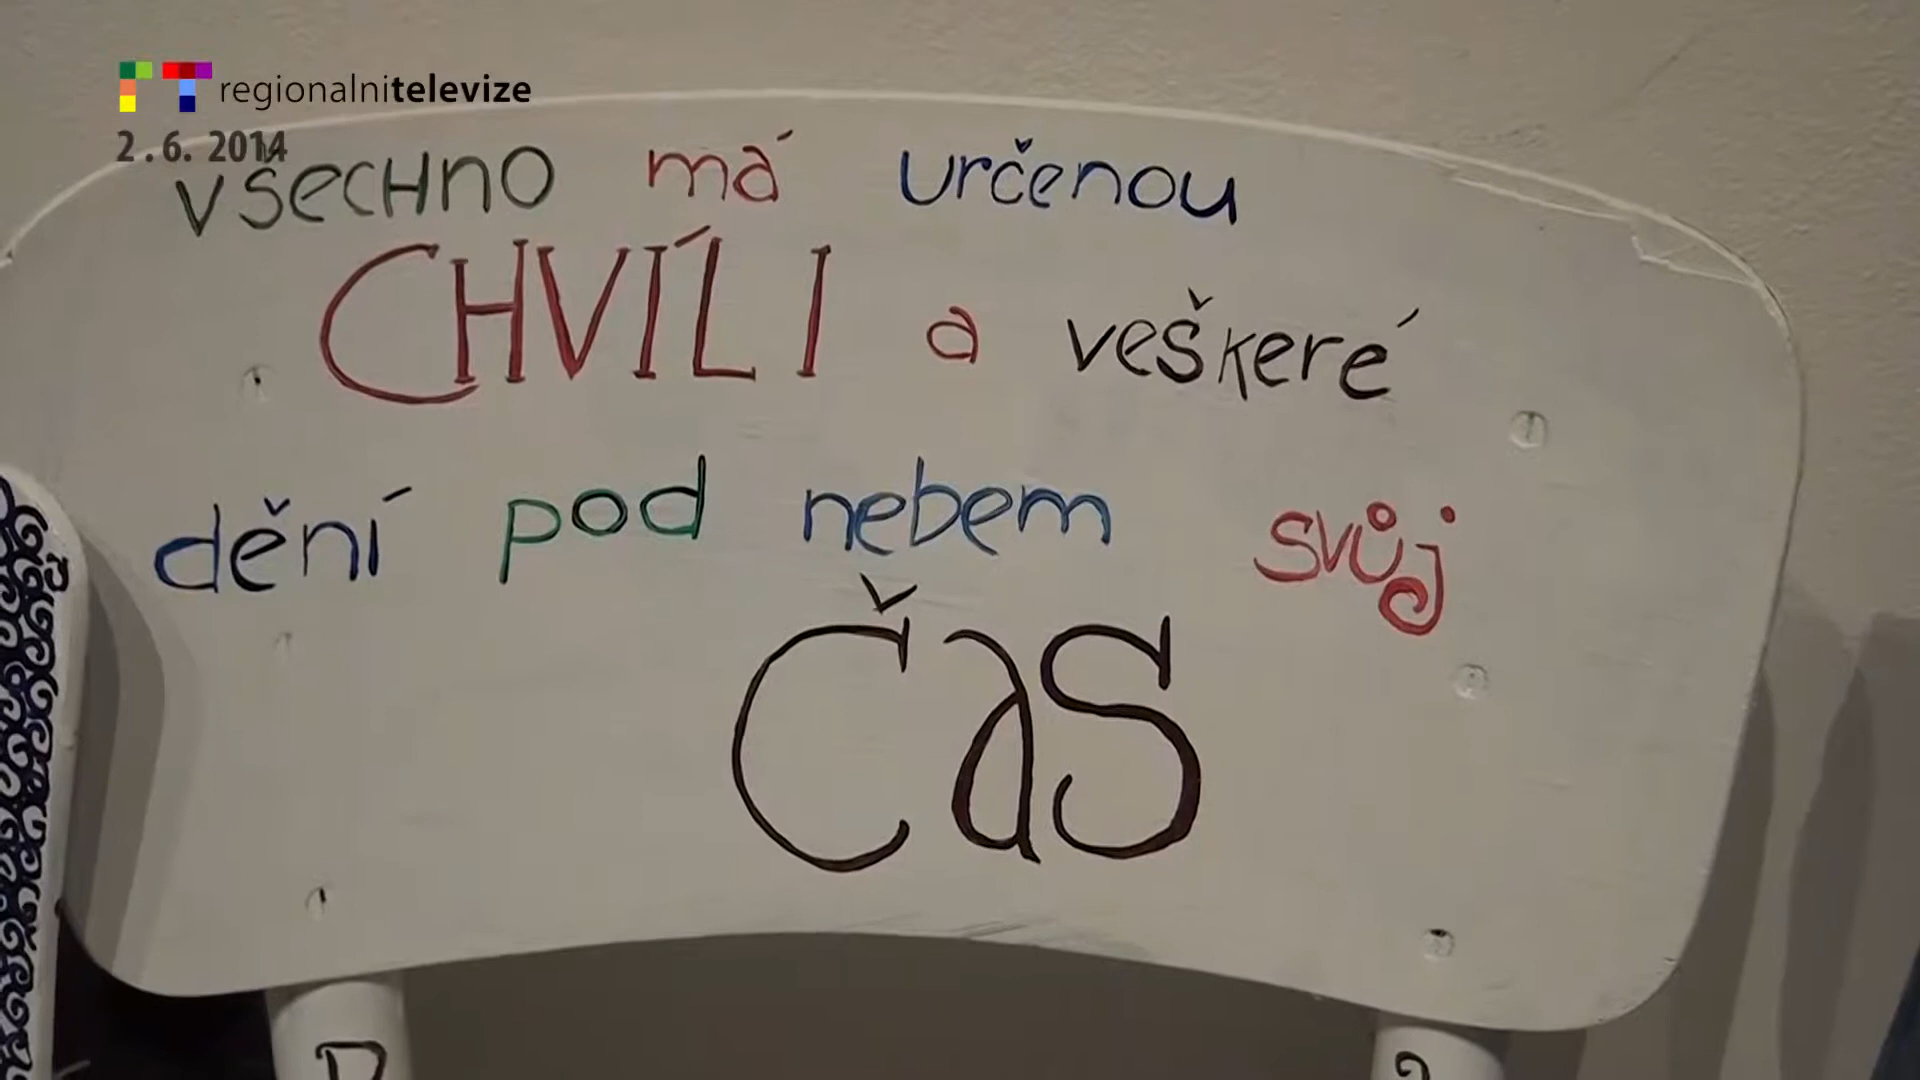 regionalnitelevize
2.6. 2014
všecHno má určenou
CHVÍLI a veškeré
dění pod nebem svůj
čas